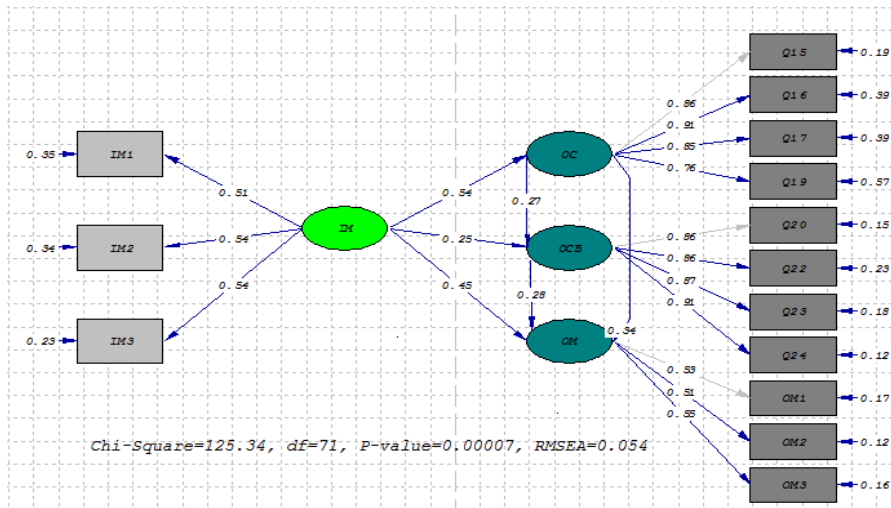 Q15
0.19
0.86
Q16
0.39
0.91
Q17
0.39
0.85
0.35
IM1
OC
0.76
Q19
0.57
0.51
0.54
0.27
Q20
0.15
IM
0.86
0.34
IM2
0.54
0.25
OCB
0.86
Q22
0.23
0.87
0.54
0.45
0.28
0.91
Q23
0.18
0.23
IM3
OM
0.34
Q24
0.12
0.53
0.51
0.55
OM1
0.17
Chi-Square=125.34, df=71, P-value=0.00007, RMSEA=0.054
OM2
0.12
OM3
0.16